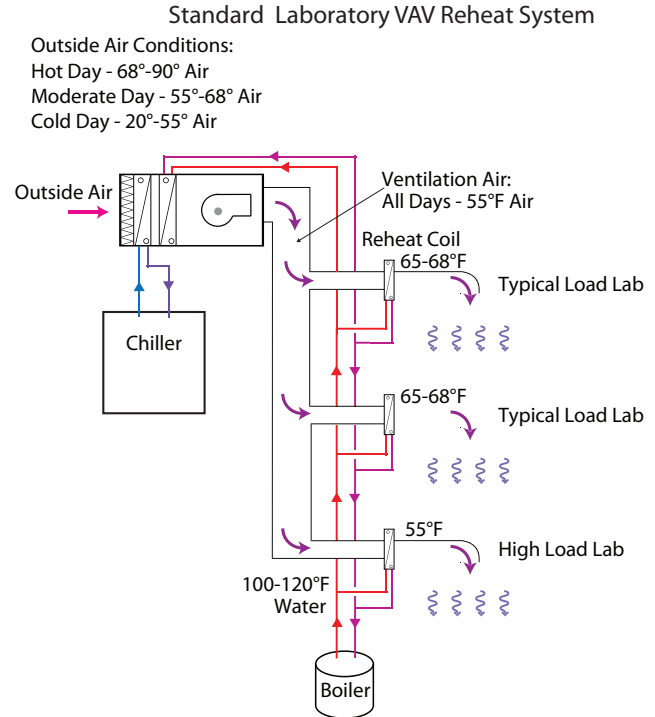 Standard Laboratory VAV Reheat System
Outside Air Conditions:
Hot Day - 68°-90° Air
Moderate Day - 55°-68° Air
Cold Day - 20°-55° Air
Outside Air
Ventilation Air:
All Days - 55°F Air
Reheat Coil
65-68°F
Typical Load Lab
Chiller
65-68°F
Typical Load Lab
55°F
High Load Lab
100-120°F
Water
Boiler